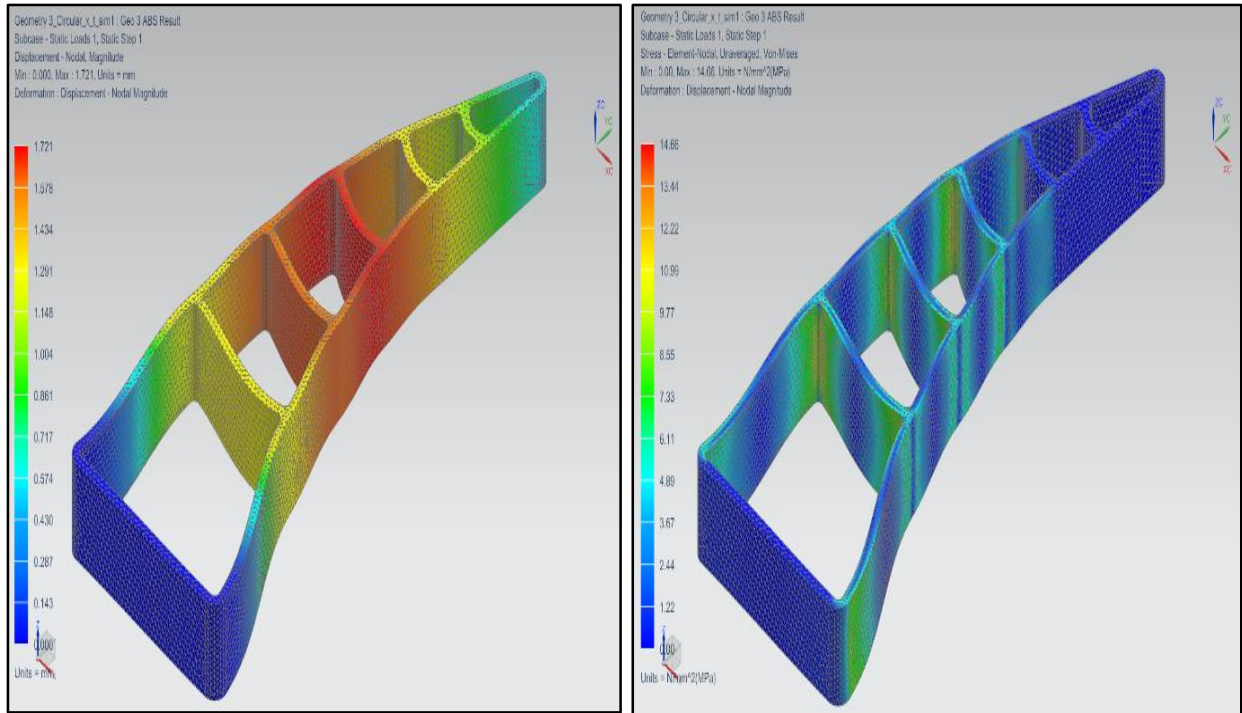 Geometry 3_Circular_x_t_sim1 : Geo 3 ABS Result
Subcase - Static Loads 1, Static Step 1
Displacement - Nodal, Magnitude
Min : 0.000, Max : 1.721, Units = mm
Deformation : Displacement - Nodal Magnitude
ZC
YC
XC
1.721
1.578
1.434
1.291
1.148
1.004
0.861
0.717
0.574
0.430
0.287
0.143
0.000
Z
Units = mm
Geometry 3_Circular_x_t_sim1 : Geo 3 ABS Result
Subcase - Static Loads 1, Static Step 1
Stress - Element-Nodal, Unaveraged, Von-Mises
Min : 0.00, Max : 14.66, Units = N/mm^2(MPa)
Deformation : Displacement - Nodal Magnitude
ZC
YC
XC
14.66
13.44
12.22
10.99
9.77
8.55
7.33
6.11
4.89
3.67
2.44
1.22
0.00
Z
Units = N/mm^2(MPa)